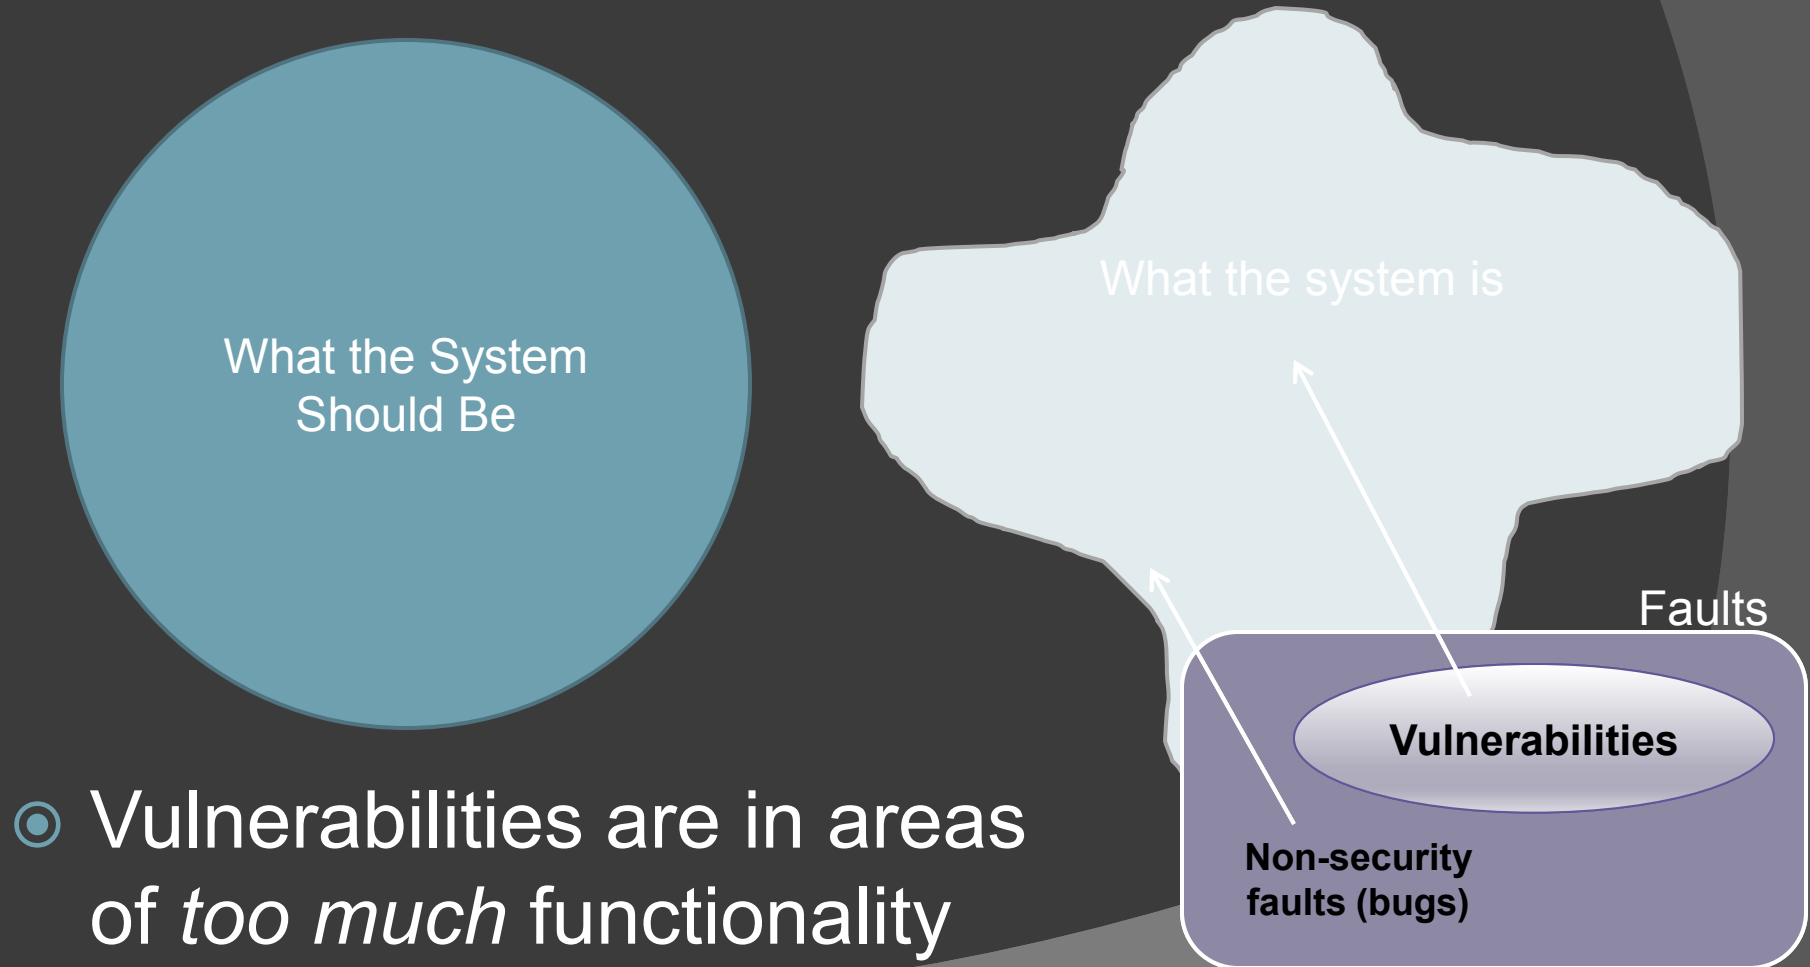 What the System
Should Be
What the system is
Faults
Vulnerabilities
Non-security
faults (bugs)
Vulnerabilities are in areas
of too much functionality